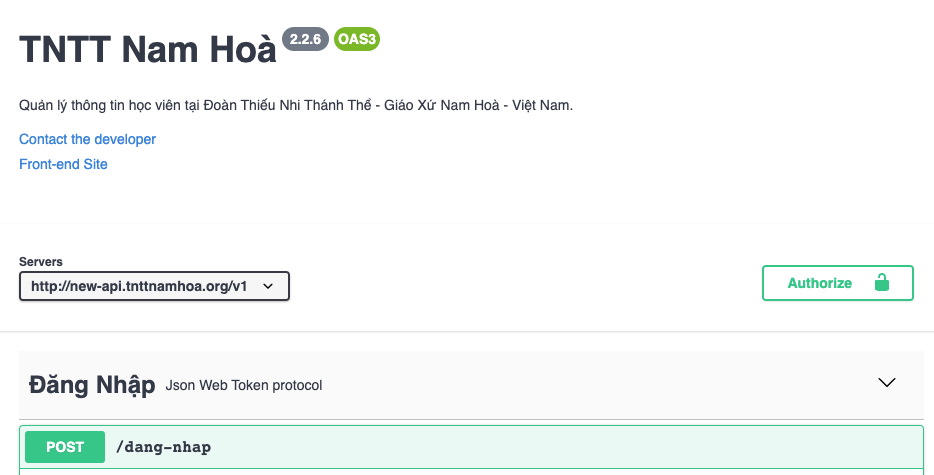 TNTT Nam Hoà 2.2.6 OAS3
Quản lý thông tin học viên tại Đoàn Thiếu Nhi Thánh Thể - Giáo Xứ Nam Hoà - Việt Nam.
Contact the developer
Front-end Site
Servers
http://new-api.tnttnamhoa.org/v1
Authorize
Đăng Nhập Json Web Token protocol
POST /dang-nhap